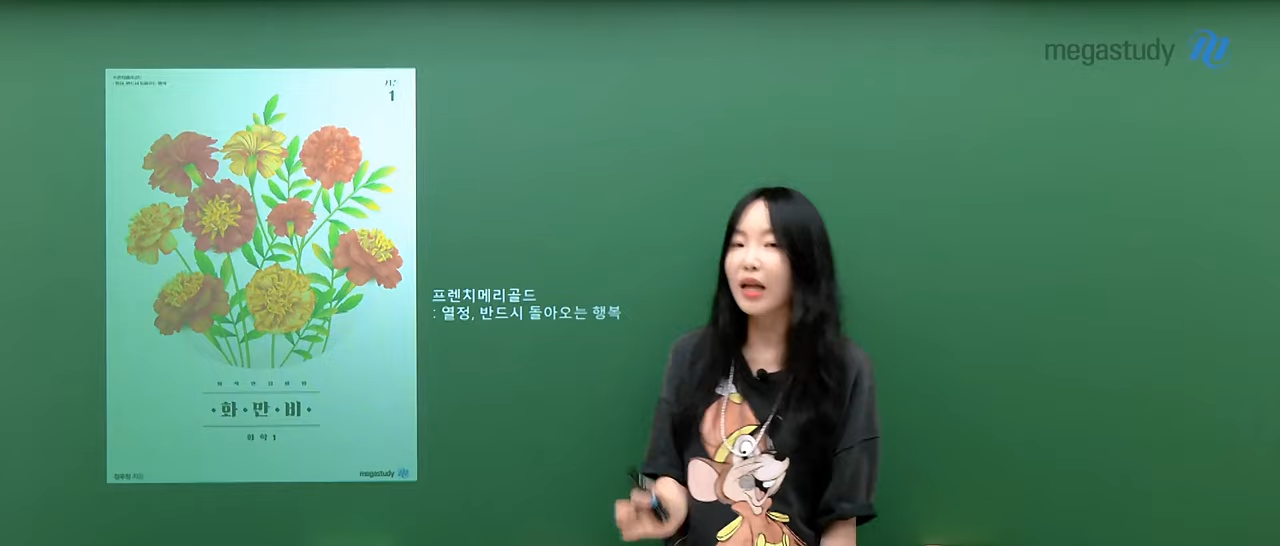 megastudy
1
프렌치메리골드
: 열정, 반드시 돌아오는 행복
화·만·비
화학1
megastudy